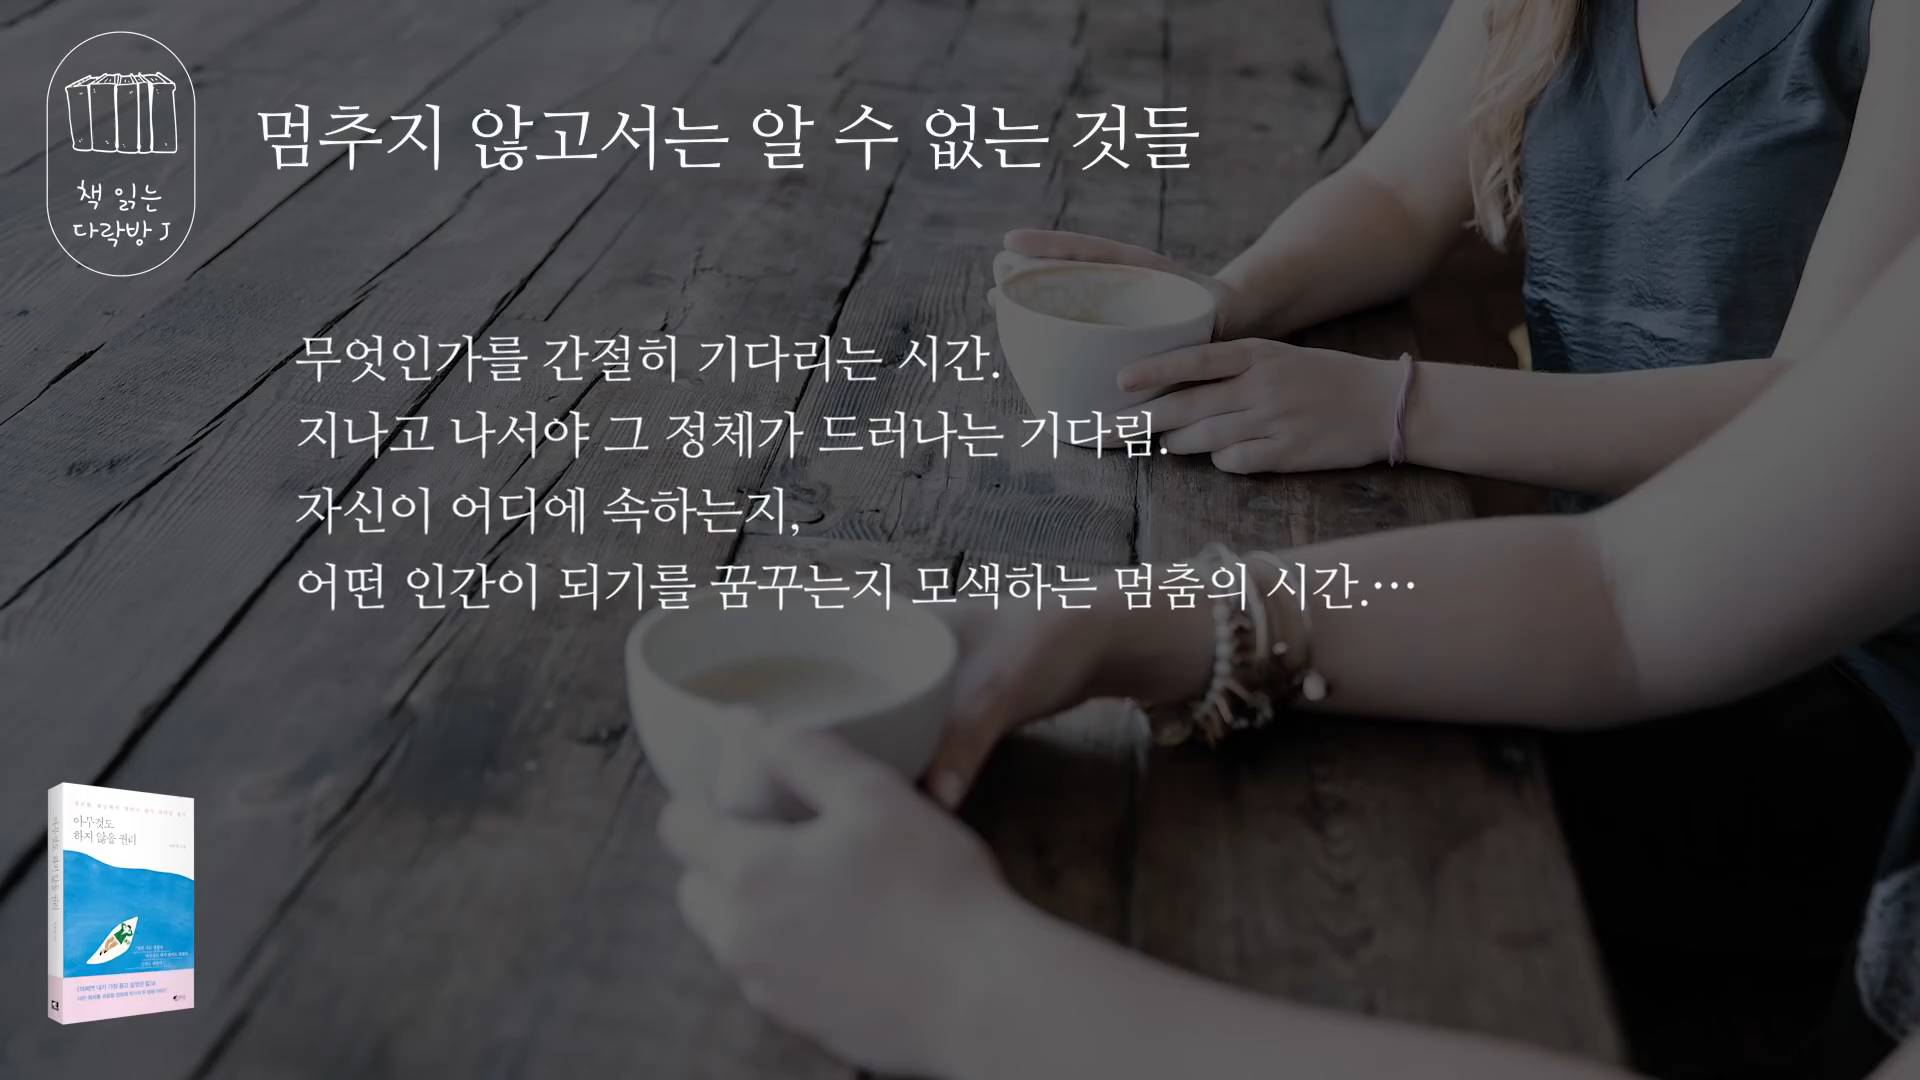 책 읽는
다락방 J
멈추지 않고서는 알 수 없는 것들
무엇인가를 간절히 기다리는 시간.
지나고 나서야 그 정체가 드러나는 기다림.
자신이 어디에 속하는지,
어떤 인간이 되기를 꿈꾸는지 모색하는 멈춤의 시간.…
아무것도
하지 않을 권리